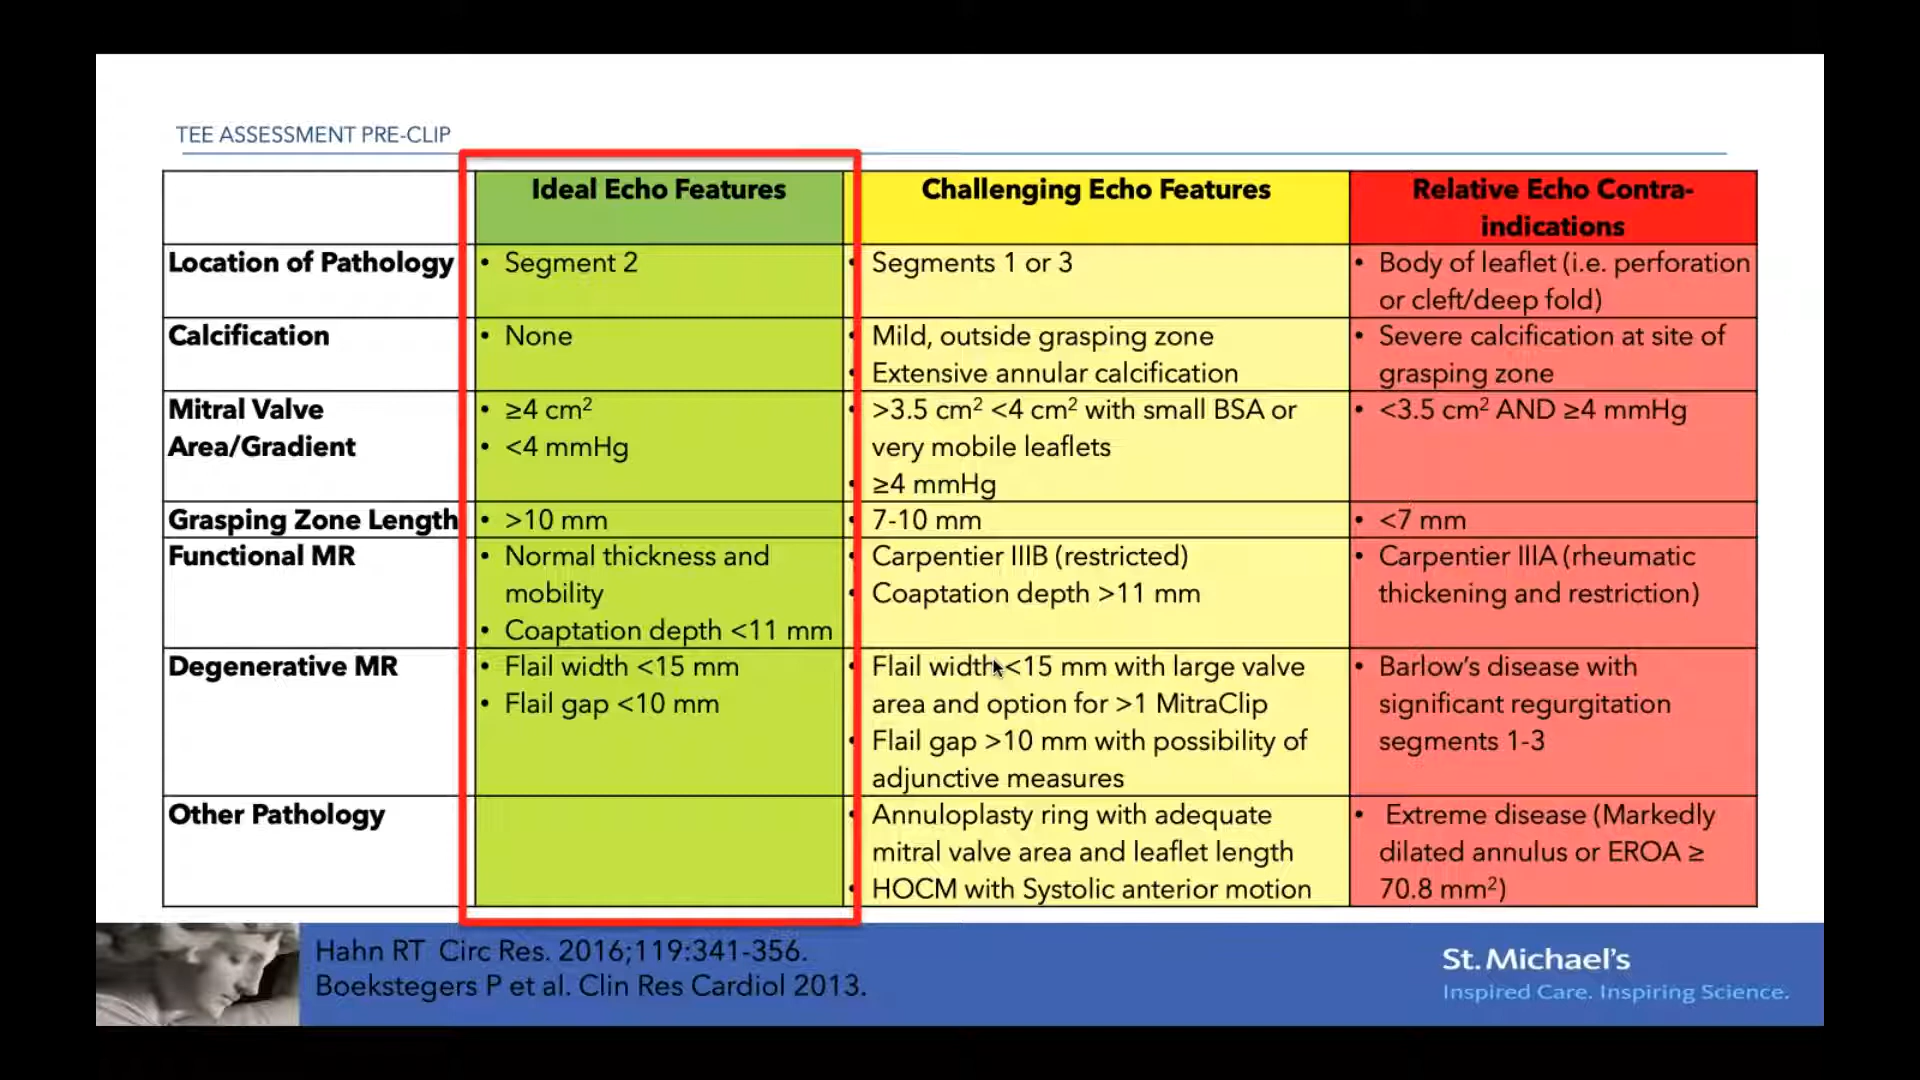 TEE ASSESSMENT PRE-CLIP
Ideal Echo Features
Challenging Echo Features
Relative Echo Contra-
indications
Location of Pathology
• Segment 2
• Segments 1 or 3
• Body of leaflet (i.e. perforation
or cleft/deep fold)
Calcification
• None
• Mild, outside grasping zone
• Extensive annular calcification
• Severe calcification at site of
grasping zone
Mitral Valve
Area/Gradient
• ≥4 cm²
• <4 mmHg
• >3.5 cm² <4 cm² with small BSA or
very mobile leaflets
• ≥4 mmHg
• <3.5 cm² AND ≥4 mmHg
Grasping Zone Length
• >10 mm
• 7-10 mm
• <7 mm
Functional MR
• Normal thickness and
mobility
• Coaptation depth <11 mm
• Carpentier IIIB (restricted)
• Coaptation depth >11 mm
• Carpentier IIIA (rheumatic
thickening and restriction)
Degenerative MR
• Flail width <15 mm
• Flail gap <10 mm
• Flail width <15 mm with large valve
area and option for >1 MitraClip
• Flail gap >10 mm with possibility of
adjunctive measures
• Barlow's disease with
significant regurgitation
segments 1-3
Other Pathology
• Annuloplasty ring with adequate
mitral valve area and leaflet length
• HOCM with Systolic anterior motion
• Extreme disease (Markedly
dilated annulus or EROA ≥
70.8 mm²)
Hahn RT Circ Res. 2016;119:341-356.
Boekstegers P et al. Clin Res Cardiol 2013.
St. Michael's
Inspired Care. Inspiring Science.